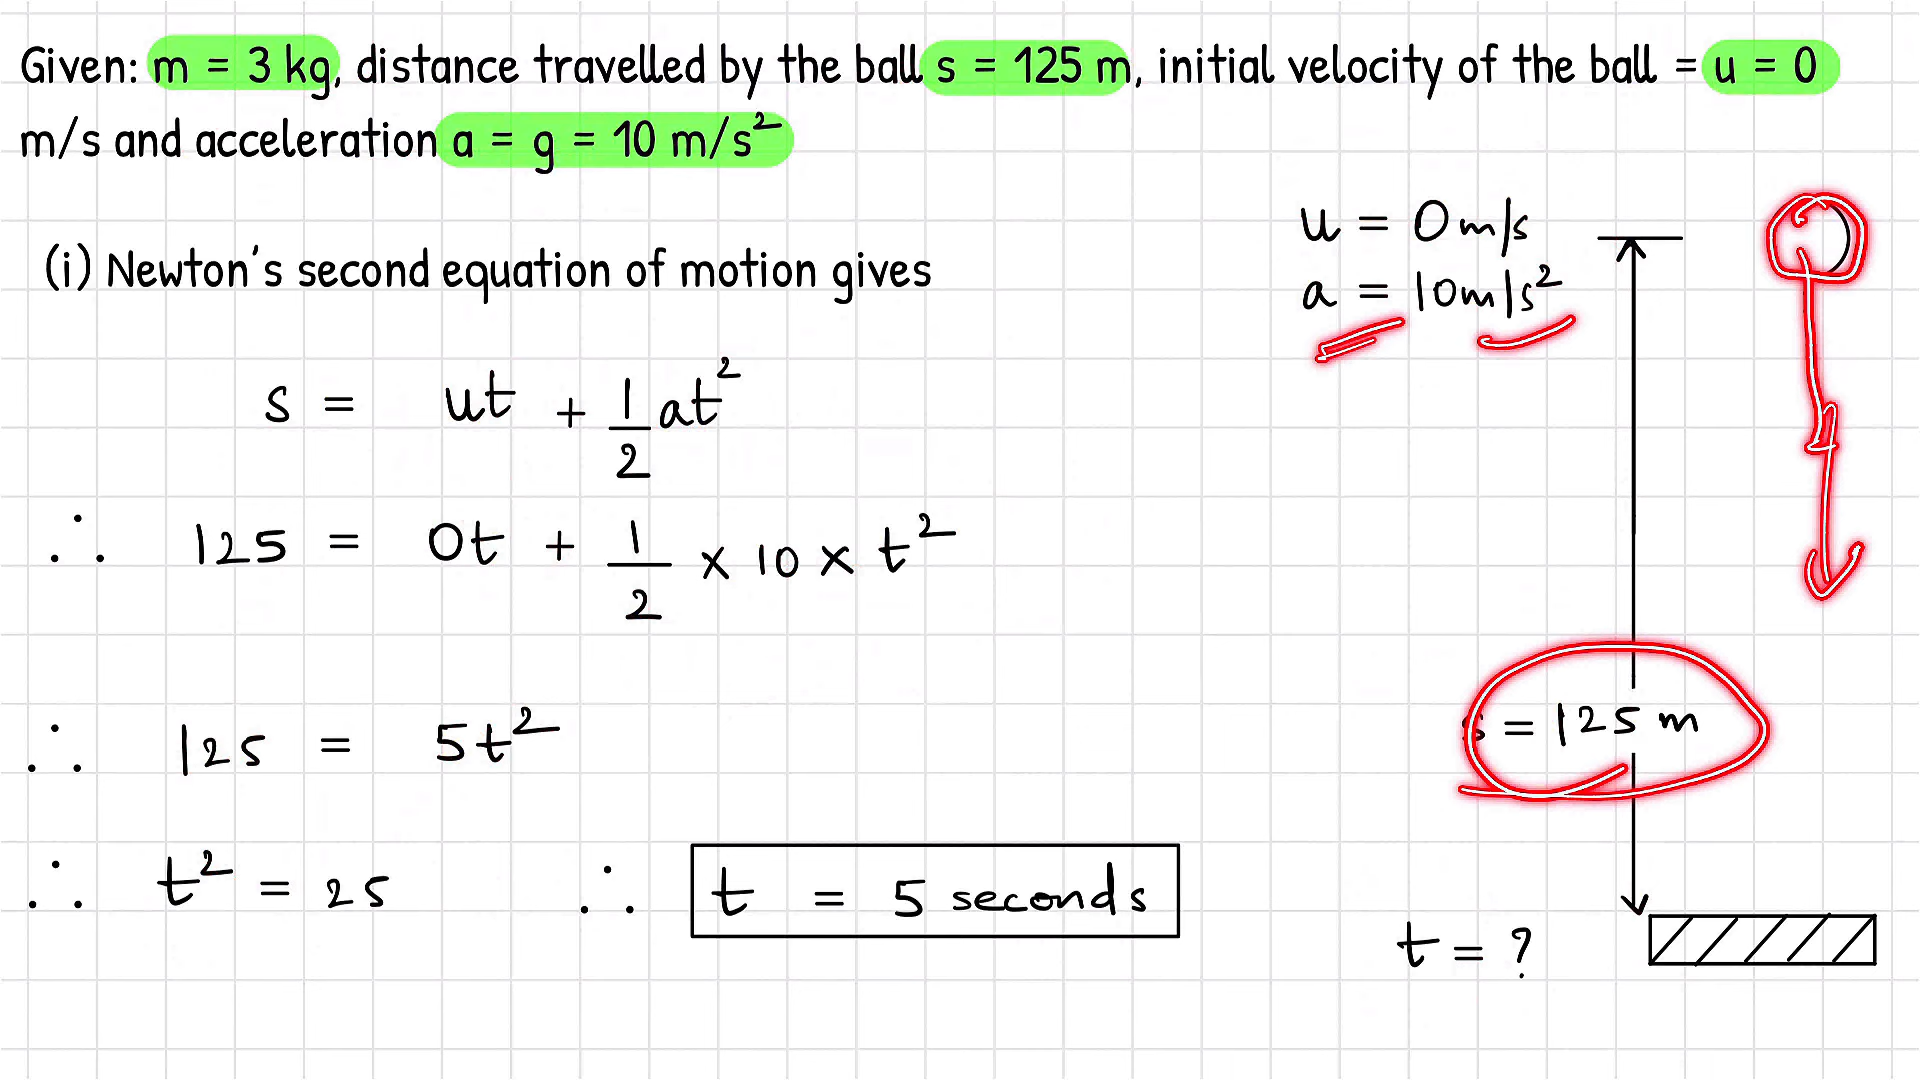 Given: m = 3 kg, distance travelled by the ball s = 125 m, initial velocity of the ball = u = 0
m/s and acceleration a = g = 10 m/s²
u = 0 m/s
a = 10 m/s²
(i) Newton's second equation of motion gives
s = ut + 1/2 at²
∴ 125 = 0t + 1/2 × 10 × t²
s = 125 m
∴ 125 = 5t²
∴ t² = 25 ∴ t = 5 seconds
t = ?